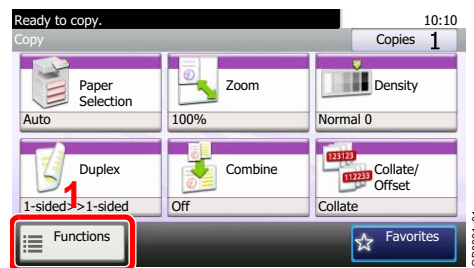 Ready to copy.
10:10
Copy
Copies 1
Paper
Selection
Auto
Zoom
100%
Density
Normal 0
Duplex
1-sided>>1-sided
Combine
Off
123123
112233
Collate/
Offset
Collate
1
Functions
Favorites